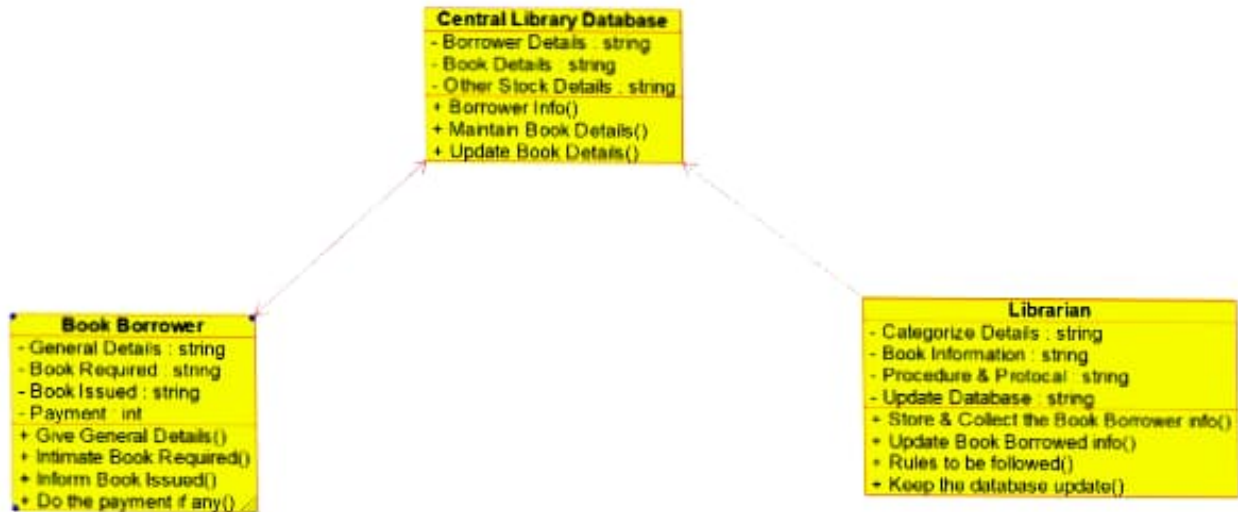 Central Library Database
- Borrower Details : string
- Book Details : string
- Other Stock Details : string
+ Borrower Info()
+ Maintain Book Details()
+ Update Book Details()
Book Borrower
- General Details : string
- Book Required : string
- Book Issued : string
- Payment : int
+ Give General Details()
+ Intimate Book Required()
+ Inform Book Issued()
+ Do the payment if any()
Librarian
- Categorize Details : string
- Book Information : string
- Procedure & Protocal : string
- Update Database : string
+ Store & Collect the Book Borrower info()
+ Update Book Borrowed info()
+ Rules to be followed()
+ Keep the database update()